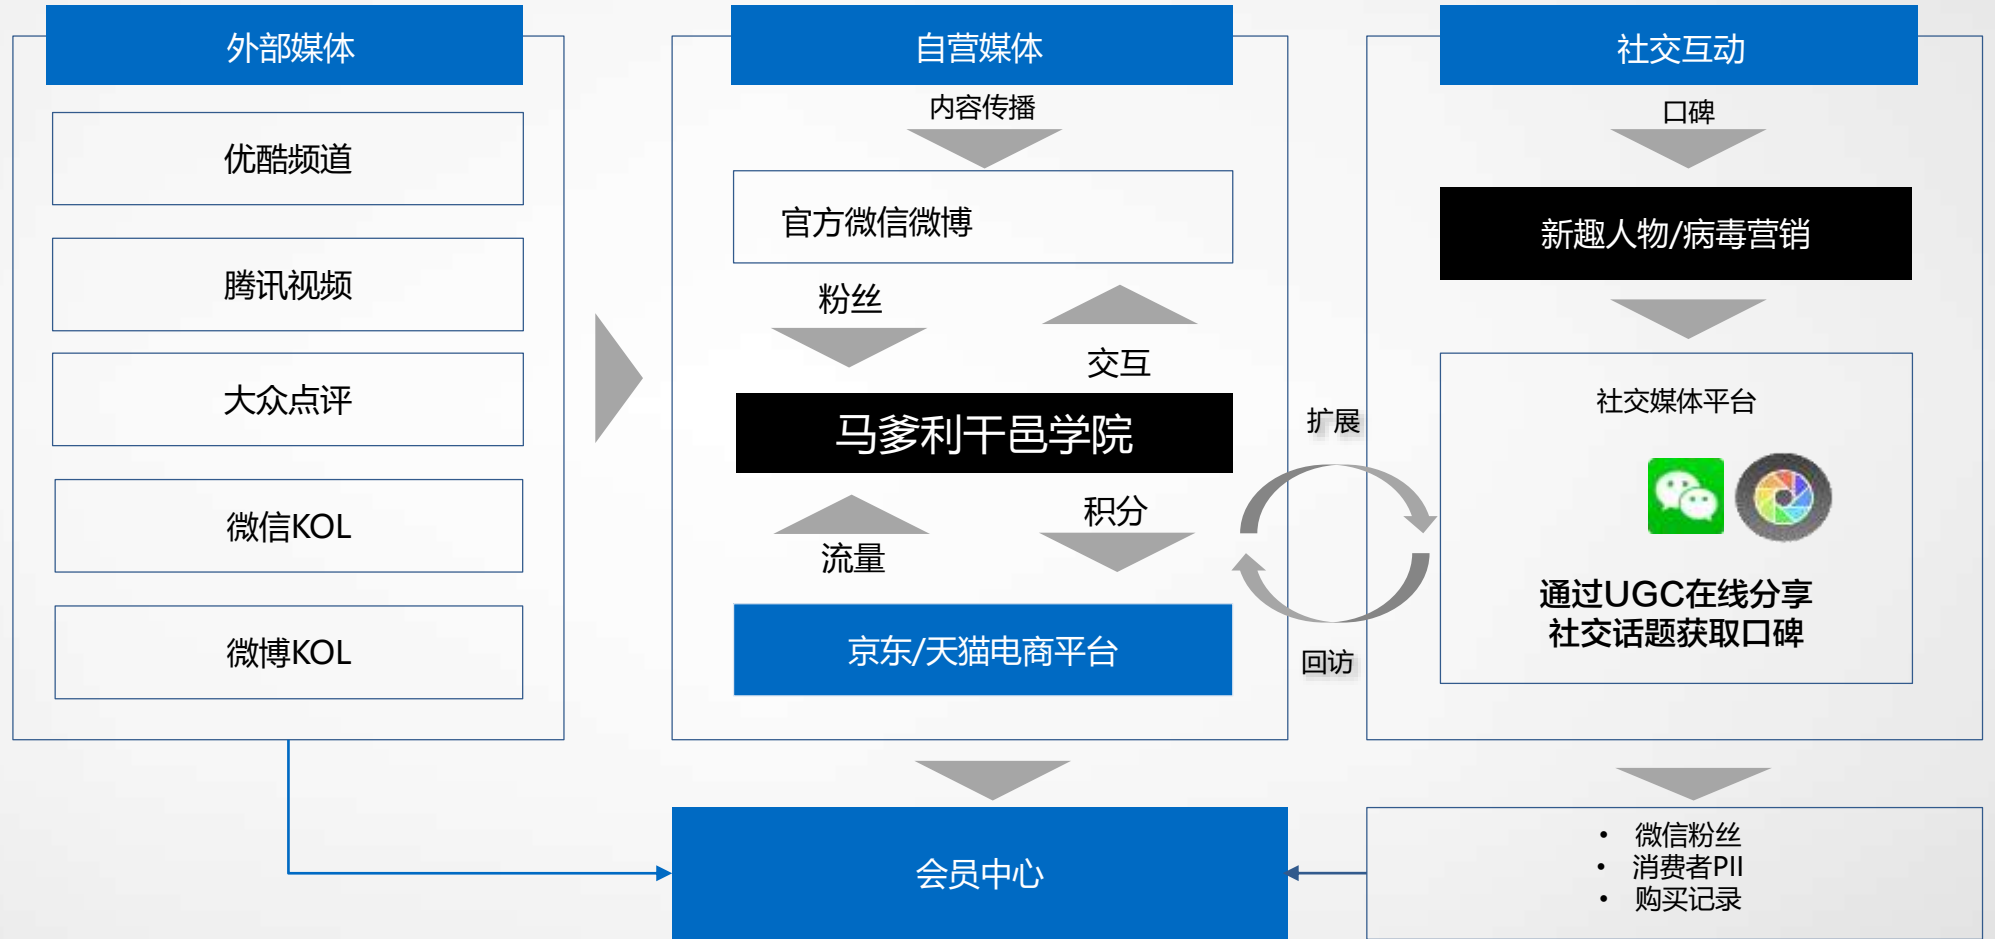 外部媒体
优酷频道
腾讯视频
大众点评
微信KOL
微博KOL
自营媒体
内容传播
官方微信微博
粉丝
交互
马爹利干邑学院
流量
积分
京东/天猫电商平台
扩展
回访
社交互动
口碑
新趣人物/病毒营销
社交媒体平台
通过UGC在线分享
社交话题获取口碑
会员中心
• 微信粉丝
• 消费者PII
• 购买记录